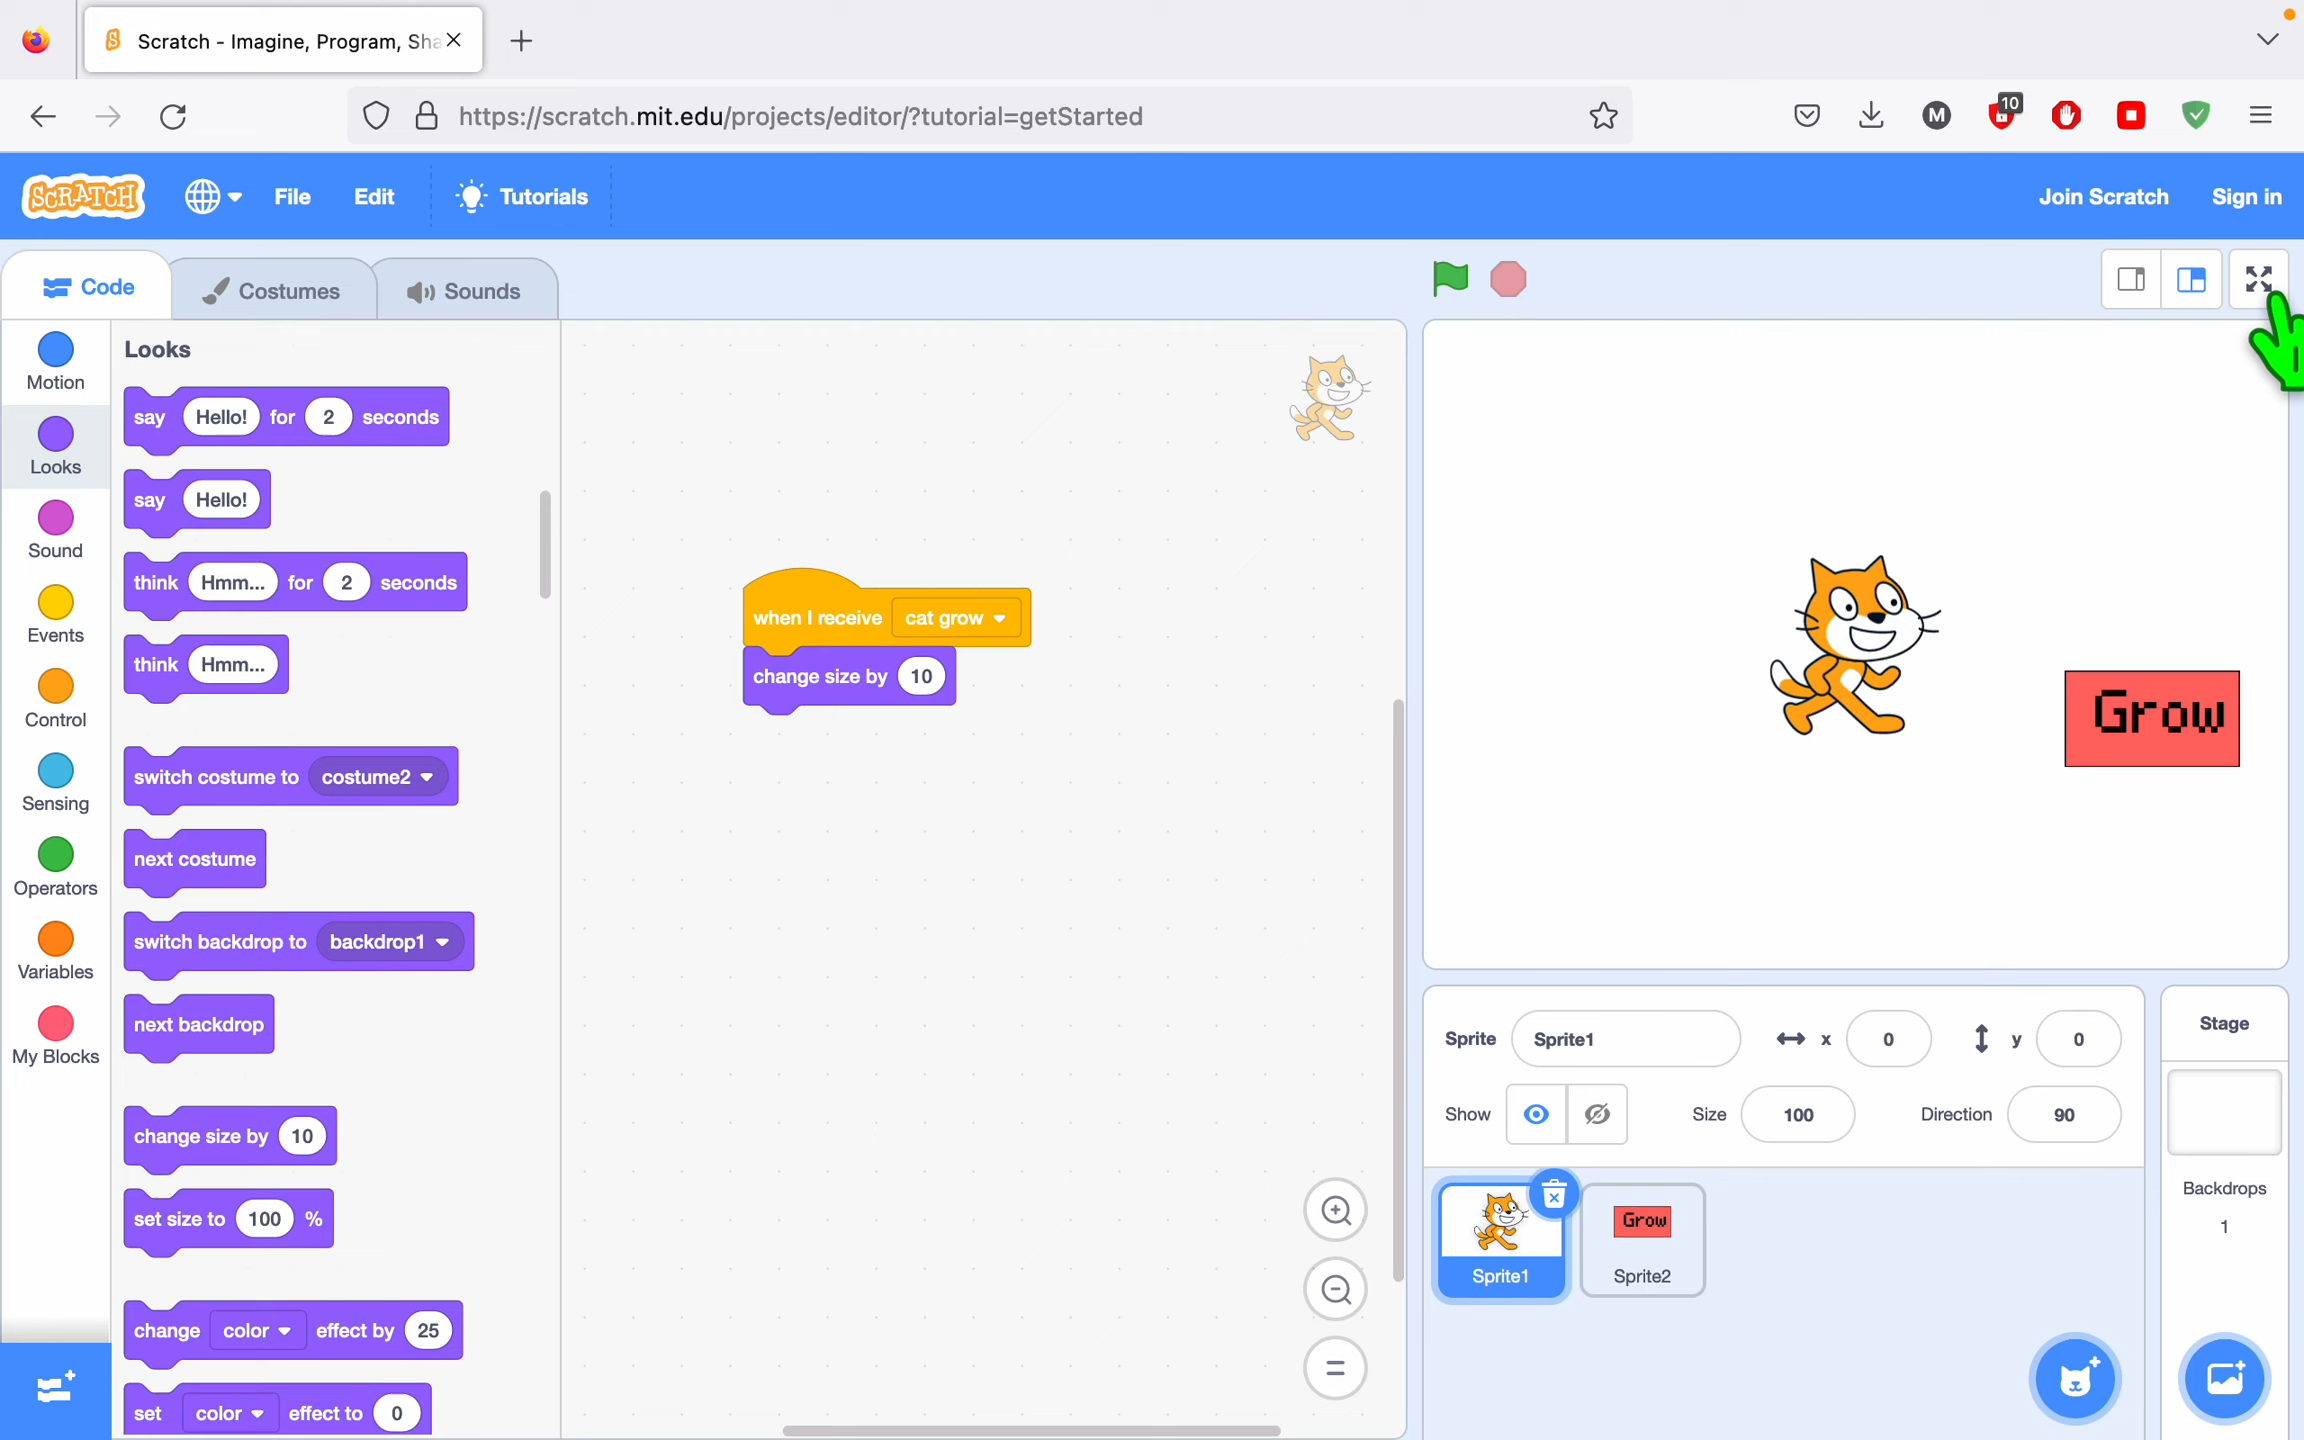 Scratch - Imagine, Program, Sha
10
https://scratch.mit.edu/projects/editor/?tutorial=getStarted
M
SCRATCH
File
Edit
Tutorials
Join Scratch
Sign in
Code
Costumes
Sounds
Motion
Looks
Sound
Events
Control
Sensing
Operators
Variables
My Blocks
Looks
say Hello! for 2 seconds
say Hello!
think Hmm... for 2 seconds
think Hmm...
switch costume to costume2
next costume
switch backdrop to backdrop1
next backdrop
change size by 10
set size to 100 %
change color effect by 25
set color effect to 0
when I receive cat grow
change size by 10
Grow
Sprite Sprite1 x 0 y 0
Show Size 100 Direction 90
Sprite1
Grow
Sprite2
Stage
Backdrops
1